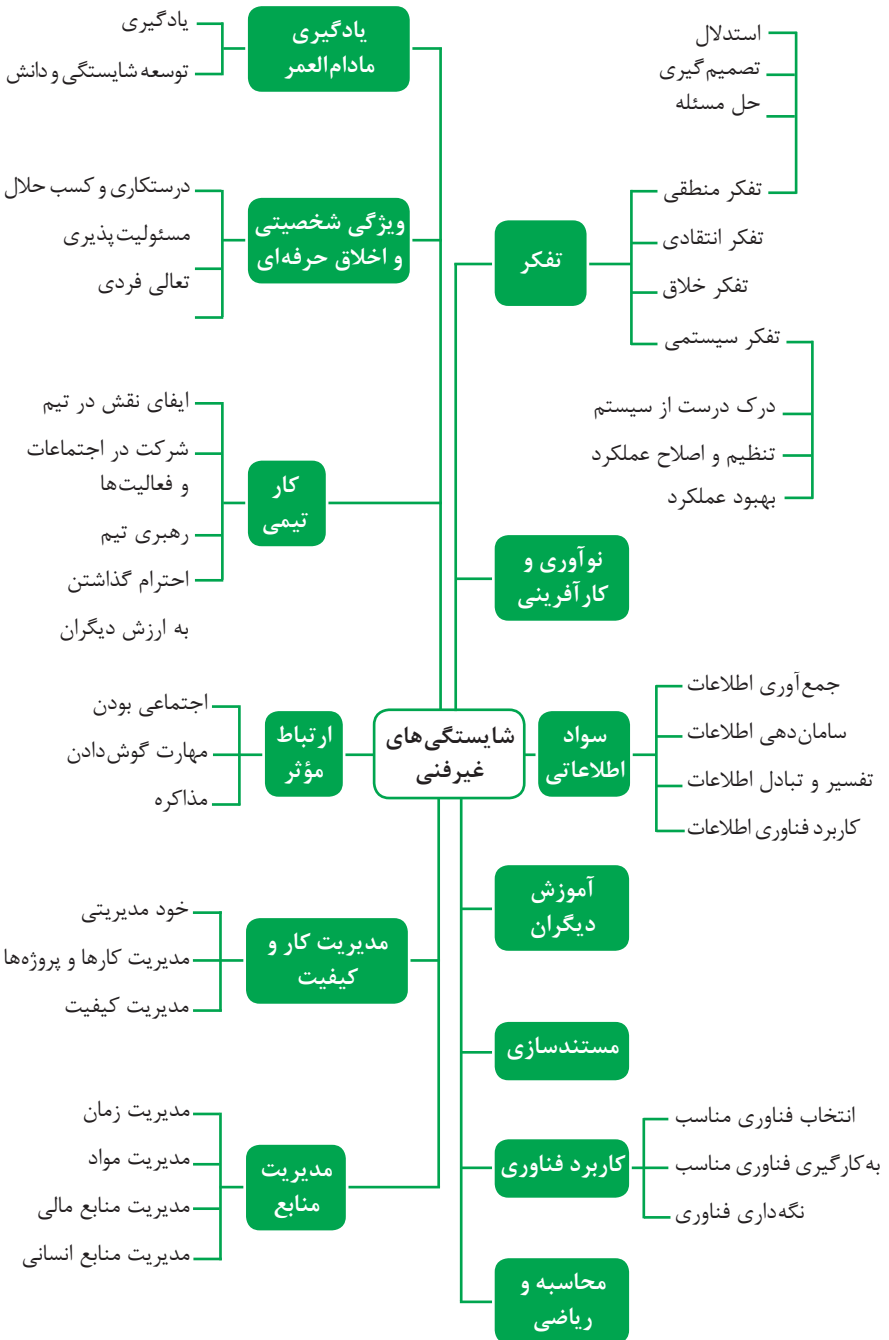 شایستگی‌های
غیرفنی
تفکر
استدلال
تصمیم‌گیری
حل مسئله
تفکر منطقی
تفکر انتقادی
تفکر خلاق
تفکر سیستمی
درک درست از سیستم
تنظیم و اصلاح عملکرد
بهبود عملکرد
نوآوری و
کارآفرینی
سواد
اطلاعاتی
جمع‌آوری اطلاعات
سامان‌دهی اطلاعات
تفسیر و تبادل اطلاعات
کاربرد فناوری اطلاعات
آموزش
دیگران
مستندسازی
کاربرد فناوری
انتخاب فناوری مناسب
به‌کارگیری فناوری مناسب
نگه‌داری فناوری
محاسبه و
ریاضی
یادگیری
مادام‌العمر
یادگیری
توسعه شایستگی و دانش
ویژگی شخصیتی
و اخلاق حرفه‌ای
درستکاری و کسب حلال
مسئولیت‌پذیری
تعالی فردی
کار
تیمی
ایفای نقش در تیم
شرکت در اجتماعات
و فعالیت‌ها
رهبری تیم
احترام گذاشتن
به ارزش دیگران
ارتباط
مؤثر
اجتماعی بودن
مهارت گوش‌دادن
مذاکره
مدیریت کار و
کیفیت
خود مدیریتی
مدیریت کارها و پروژه‌ها
مدیریت کیفیت
مدیریت
منابع
مدیریت زمان
مدیریت مواد
مدیریت منابع مالی
مدیریت منابع انسانی